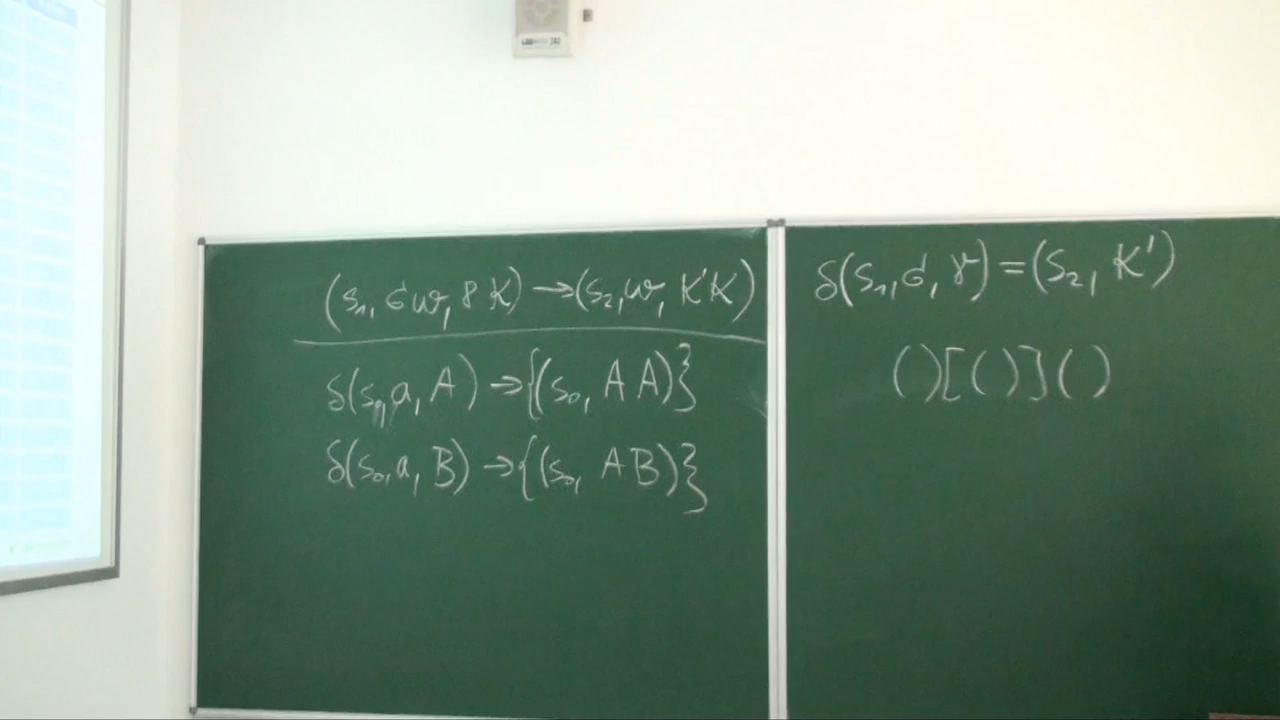 (s₁, σw, γK) → (s₂, w, K'K)
δ(s₀, a, A) → {(s₀, AA)}
δ(s₀, a, B) → {(s₀, AB)}
δ(s₁, σ, γ) = (s₂, K')
()[()]()